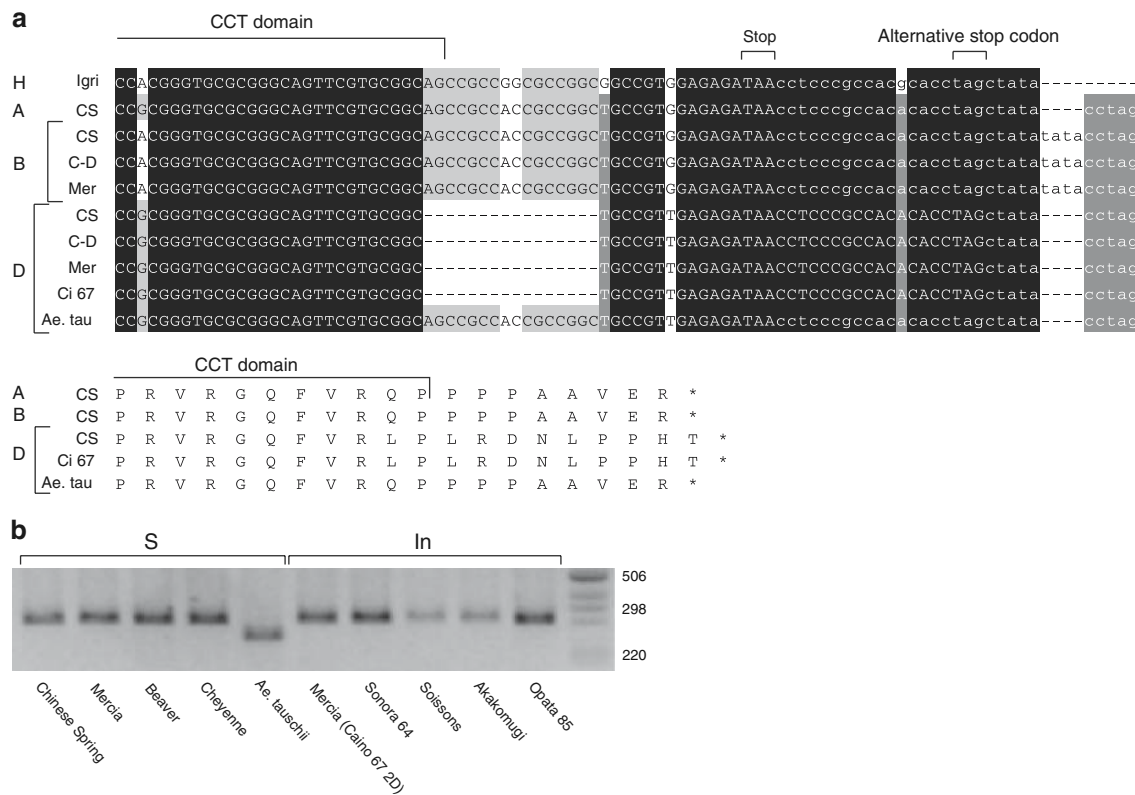 a
CCT domain Stop Alternative stop codon
H Igri CCACGGGTGCGCGGGCAGTTCGTGCGGCAGCCGCCGGCGCCGGCGGCCGTGGAGAGATAAcctcccgccacgcacctagctata---------
A CS CCGCGGGTGCGCGGGCAGTTCGTGCGGCAGCCGCCACCGCCGGCTGCCGTGGAGAGATAAcctcccgccacacacctagctata----cctag
B CS CCACGGGTGCGCGGGCAGTTCGTGCGGCAGCCGCCACCGCCGGCTGCCGTGGAGAGATAAcctcccgccacacacctagctatatatacctag
C-D CCACGGGTGCGCGGGCAGTTCGTGCGGCAGCCGCCACCGCCGGCTGCCGTGGAGAGATAAcctcccgccacacacctagctatatatacctag
Mer CCACGGGTGCGCGGGCAGTTCGTGCGGCAGCCGCCACCGCCGGCTGCCGTGGAGAGATAAcctcccgccacacacctagctatatatacctag
D CS CCGCGGGTGCGCGGGCAGTTCGTGCGGC----------------TGCCGTTGAGAGATAACCTCCCGCCACACACCTAGctata----cctag
C-D CCGCGGGTGCGCGGGCAGTTCGTGCGGC----------------TGCCGTTGAGAGATAACCTCCCGCCACACACCTAGctata----cctag
Mer CCGCGGGTGCGCGGGCAGTTCGTGCGGC----------------TGCCGTTGAGAGATAACCTCCCGCCACACACCTAGctata----cctag
Ci 67 CCGCGGGTGCGCGGGCAGTTCGTGCGGC----------------TGCCGTTGAGAGATAACCTCCCGCCACACACCTAGctata----cctag
Ae. tau CCGCGGGTGCGCGGGCAGTTCGTGCGGCAGCCGCCACCGCCGGCTGCCGTTGAGAGATAAcctcccgccacacacctagctata----cctag
CCT domain
A CS P R V R G Q F V R Q P P P P A A V E R *
B CS P R V R G Q F V R Q P P P P A A V E R *
D CS P R V R G Q F V R L P L R D N L P P H T *
Ci 67 P R V R G Q F V R L P L R D N L P P H T *
Ae. tau P R V R G Q F V R Q P P P P A A V E R *
b
S In
506
298
220
Chinese Spring
Mercia
Beaver
Cheyenne
Ae. tauschii
Mercia (Caino 67 2D)
Sonora 64
Soissons
Akakomugi
Opata 85